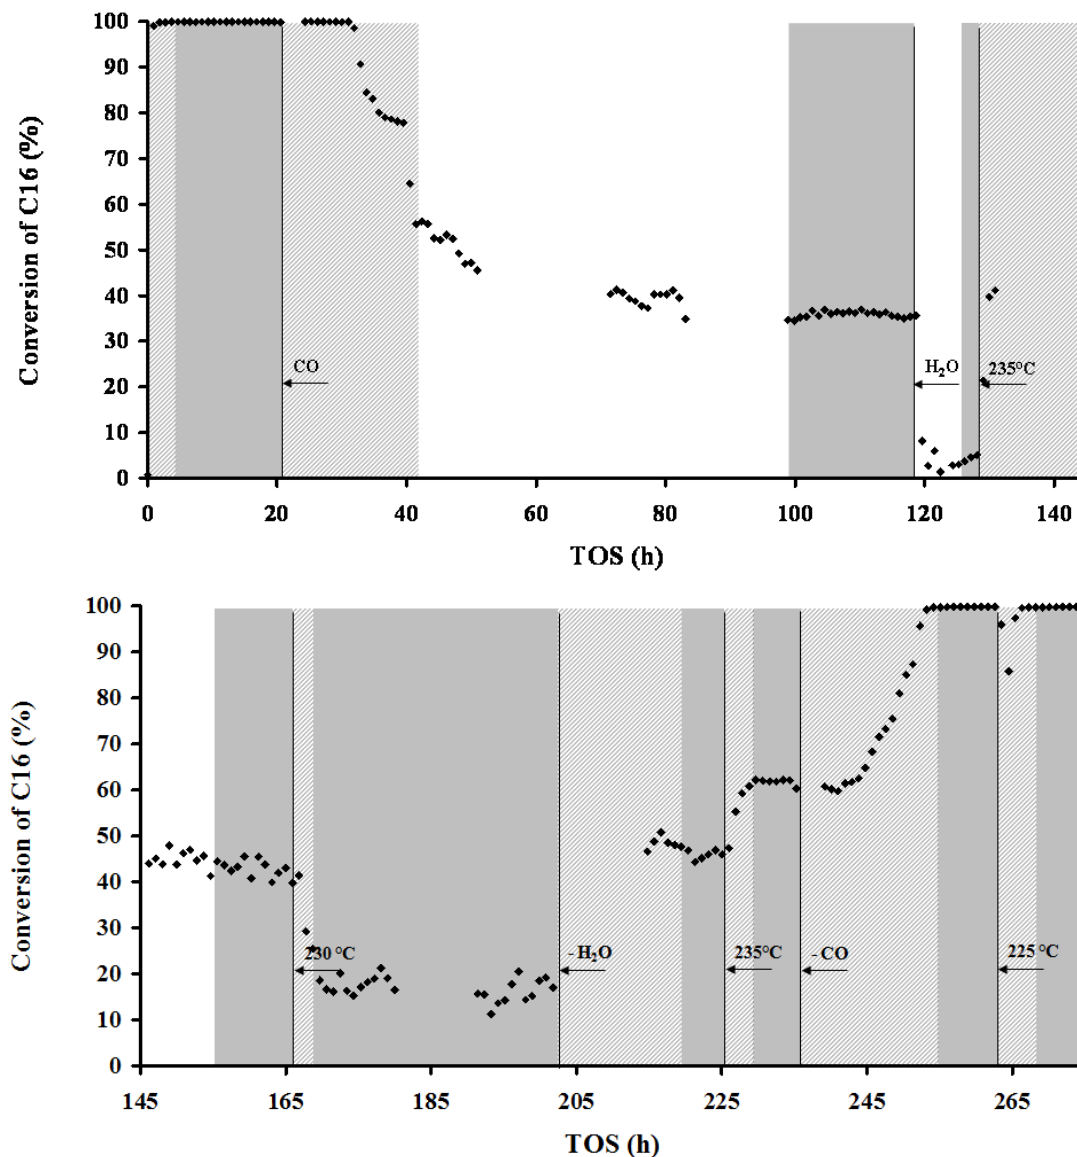 100
90
80
70
60
50
40
30
20
10
0
Conversion of C16 (%)
CO
H₂O
235°C
0 20 40 60 80 100 120 140
TOS (h)
100
90
80
70
60
50
40
30
20
10
0
Conversion of C16 (%)
230 °C
- H₂O
235°C
- CO
225 °C
145 165 185 205 225 245 265
TOS (h)